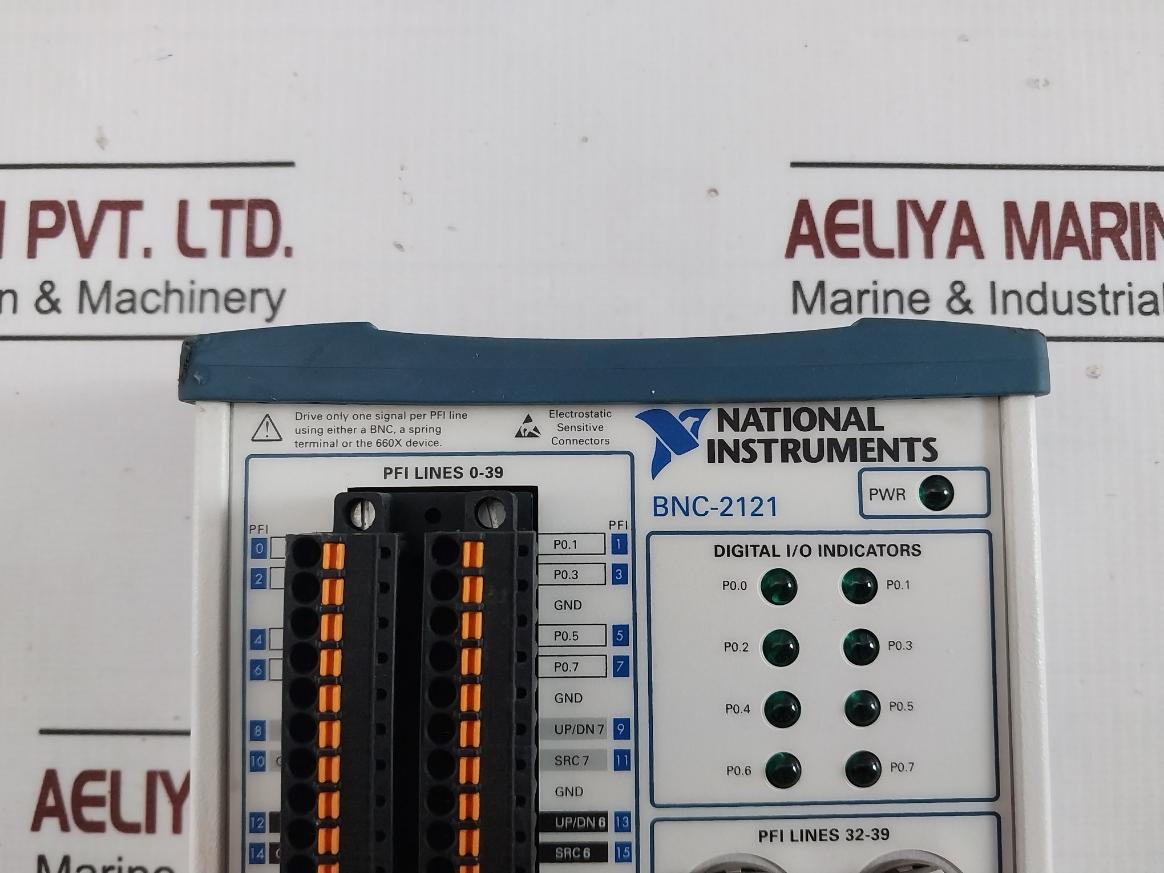 PVT. LTD.
n & Machinery
AELIYA MARIN
Marine & Industrial
Drive only one signal per PFI line
using either a BNC, a spring
terminal or the 660X device.
Electrostatic
Sensitive
Connectors
NATIONAL
INSTRUMENTS
BNC-2121
PWR
PFI LINES 0-39
PFI
PFI
0
P0.1
1
2
P0.3
3
GND
4
P0.5
5
6
P0.7
7
GND
8
UP/DN 7
9
10
SRC 7
11
GND
12
UP/DN 6
13
14
SRC 6
15
DIGITAL I/O INDICATORS
P0.0
P0.1
P0.2
P0.3
P0.4
P0.5
P0.6
P0.7
PFI LINES 32-39
AELIY
Marine